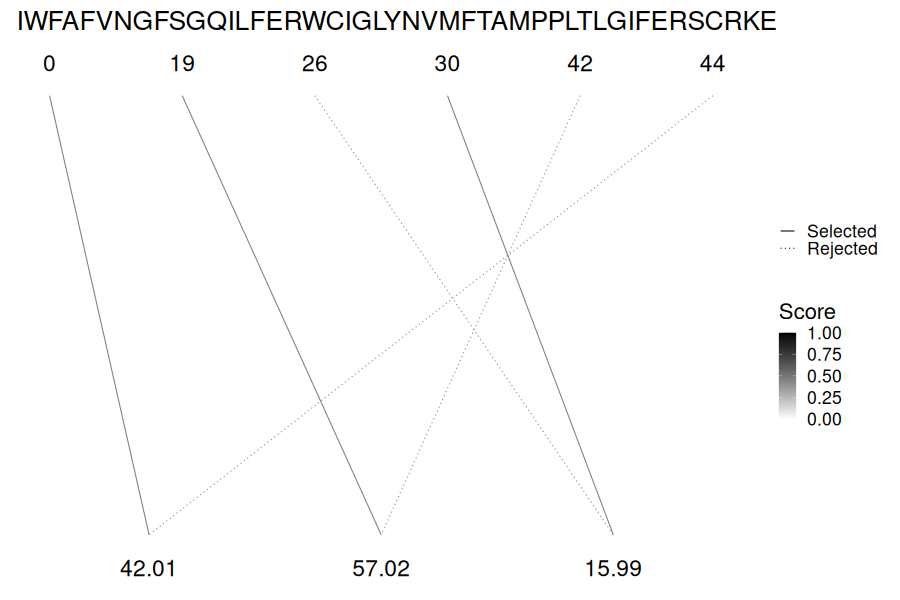 IWFAFVNGFSGQILFERWCIGLYNVMFTAMPPLTLGIFERSCRKE
0 19 26 30 42 44
Selected
Rejected
Score
1.00
0.75
0.50
0.25
0.00
42.01 57.02 15.99